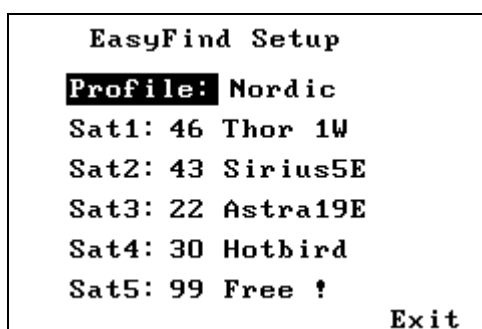 EasyFind Setup
Profile: Nordic
Sat1: 46 Thor 1W
Sat2: 43 Sirius5E
Sat3: 22 Astra19E
Sat4: 30 Hotbird
Sat5: 99 Free !
Exit